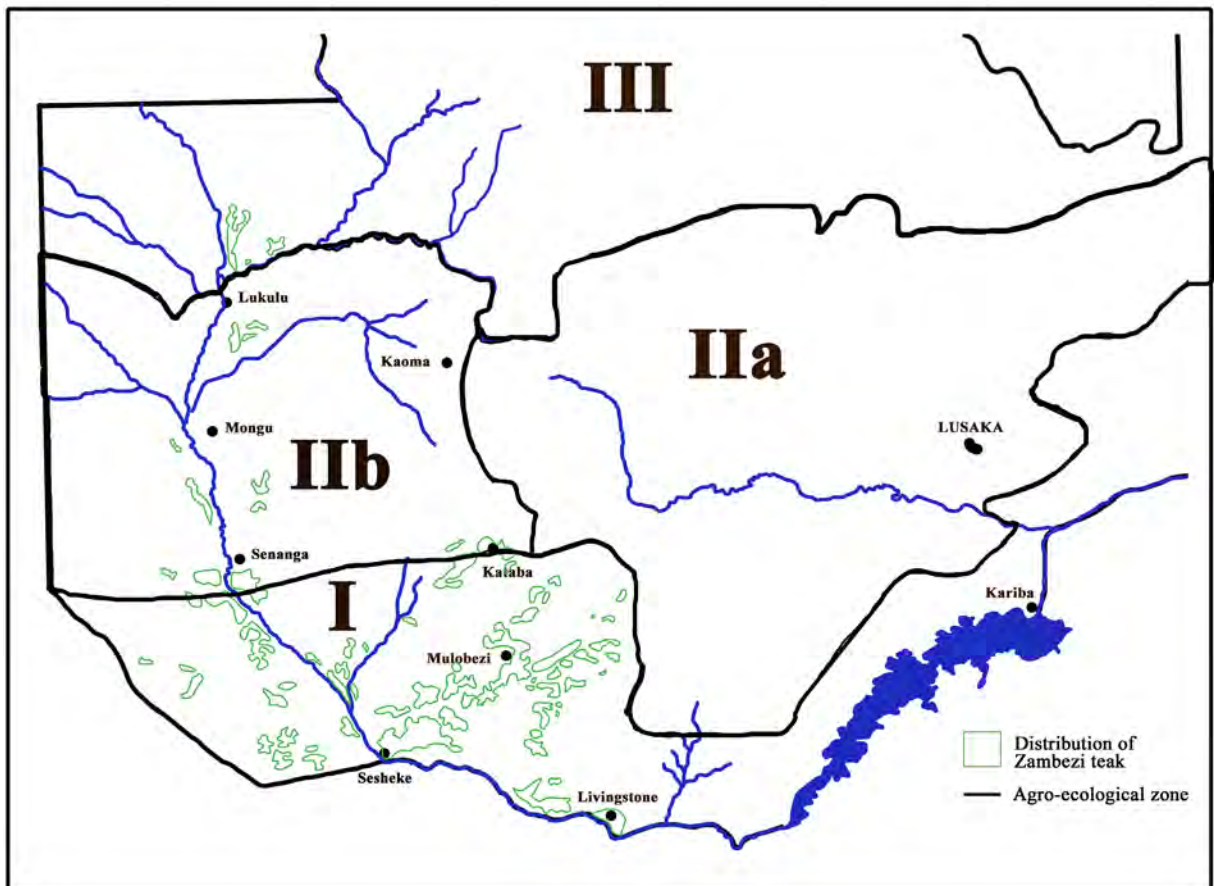 III
Lukulu
Kaoma
IIa
Mongu
LUSAKA
IIb
Senanga
Kataba
I
Kariba
Mulobezi
Distribution of
Zambezi teak
Sesheke
Agro-ecological zone
Livingstone